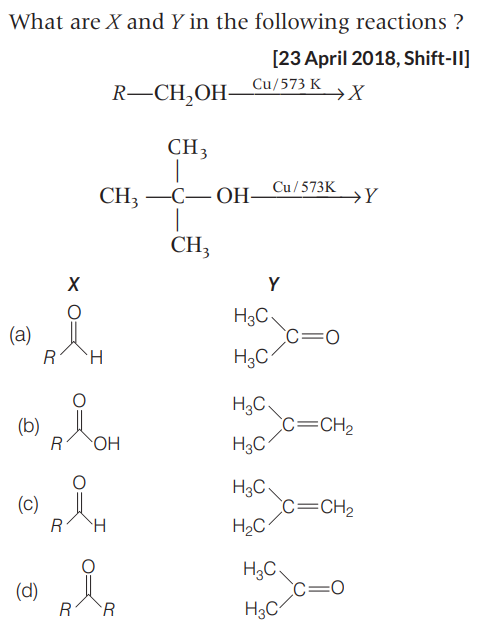 What are X and Y in the following reactions ?
[23 April 2018, Shift-II]
R—CH₂OH —Cu/573 K→ X
CH₃
|
CH₃ —C— OH —Cu/573K→ Y
|
CH₃
X Y
(a) O R H H₃C C=O H₃C
(b) O R OH H₃C C=CH₂ H₃C
(c) O R H H₃C C=CH₂ H₂C
(d) O R R H₃C C=O H₃C